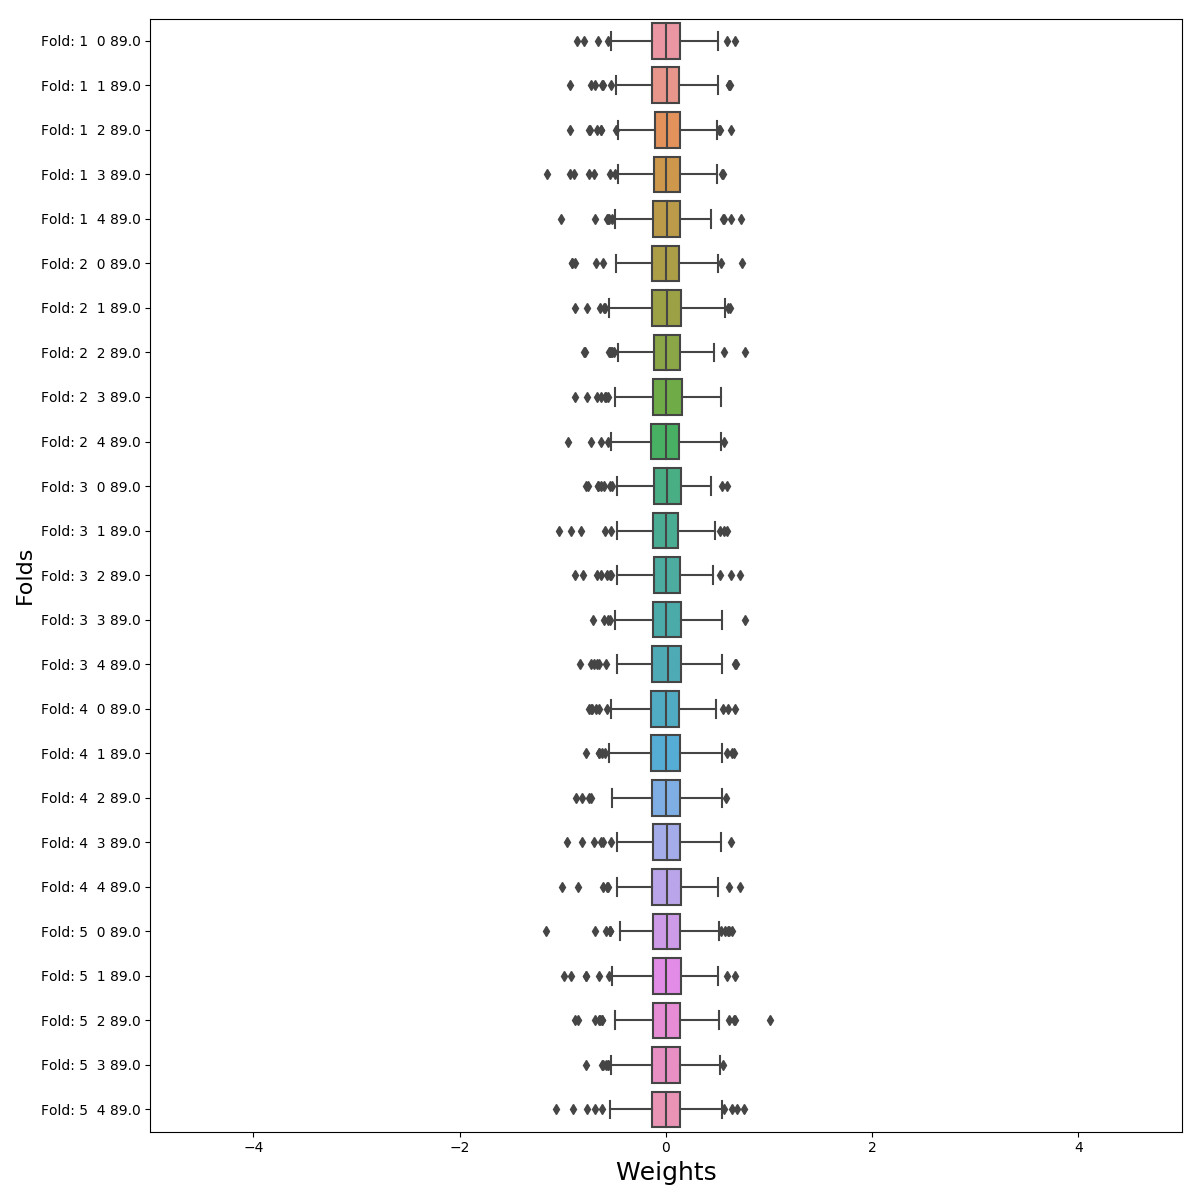 Fold: 1  0 89.0
Fold: 1  1 89.0
Fold: 1  2 89.0
Fold: 1  3 89.0
Fold: 1  4 89.0
Fold: 2  0 89.0
Fold: 2  1 89.0
Fold: 2  2 89.0
Fold: 2  3 89.0
Fold: 2  4 89.0
Fold: 3  0 89.0
Fold: 3  1 89.0
Fold: 3  2 89.0
Fold: 3  3 89.0
Fold: 3  4 89.0
Fold: 4  0 89.0
Fold: 4  1 89.0
Fold: 4  2 89.0
Fold: 4  3 89.0
Fold: 4  4 89.0
Fold: 5  0 89.0
Fold: 5  1 89.0
Fold: 5  2 89.0
Fold: 5  3 89.0
Fold: 5  4 89.0
Folds
−4 −2 0 2 4
Weights